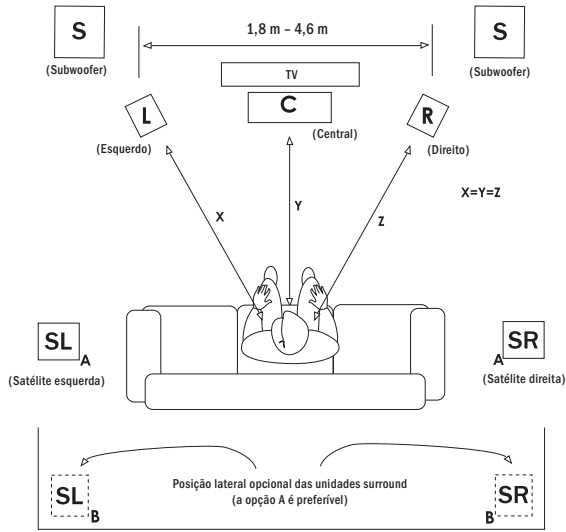 S
(Subwoofer)
1,8 m – 4,6 m
S
(Subwoofer)
TV
C
(Central)
L
(Esquerdo)
R
(Direito)
X
Y
Z
X=Y=Z
SL
A
(Satélite esquerda)
A
SR
(Satélite direita)
Posição lateral opcional das unidades surround
(a opção A é preferível)
SL
B
SR
B